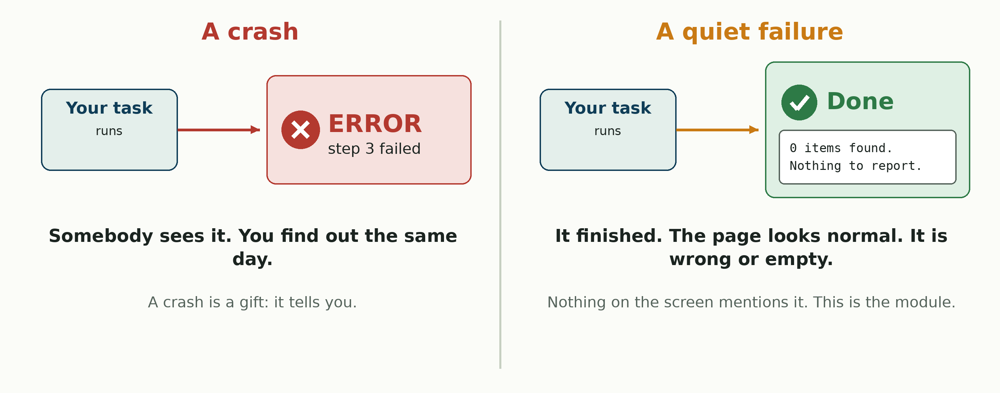 A crash
Your task
runs
ERROR
step 3 failed
Somebody sees it. You find out the same
day.
A crash is a gift: it tells you.
A quiet failure
Your task
runs
Done
0 items found.
Nothing to report.
It finished. The page looks normal. It is
wrong or empty.
Nothing on the screen mentions it. This is the module.